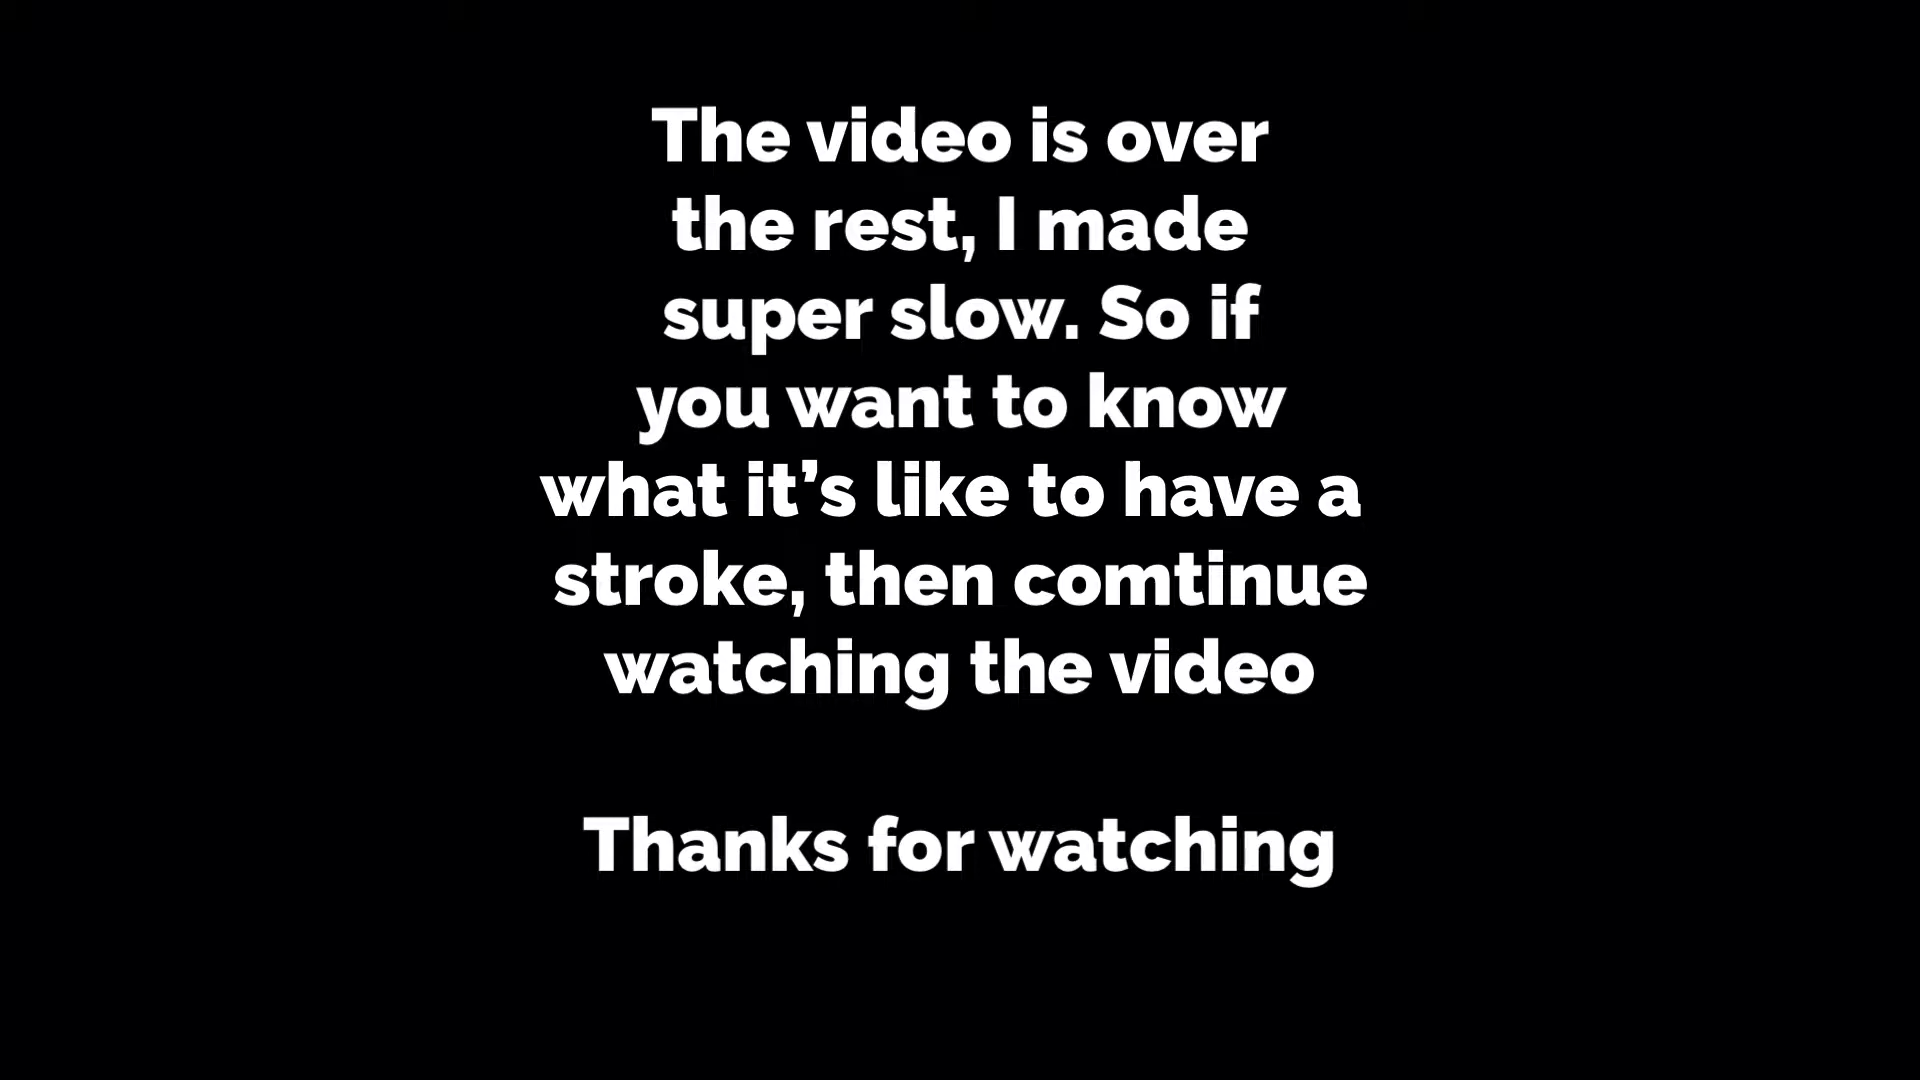 The video is over
the rest, I made
super slow. So if
you want to know
what it’s like to have a
stroke, then comtinue
watching the video
Thanks for watching